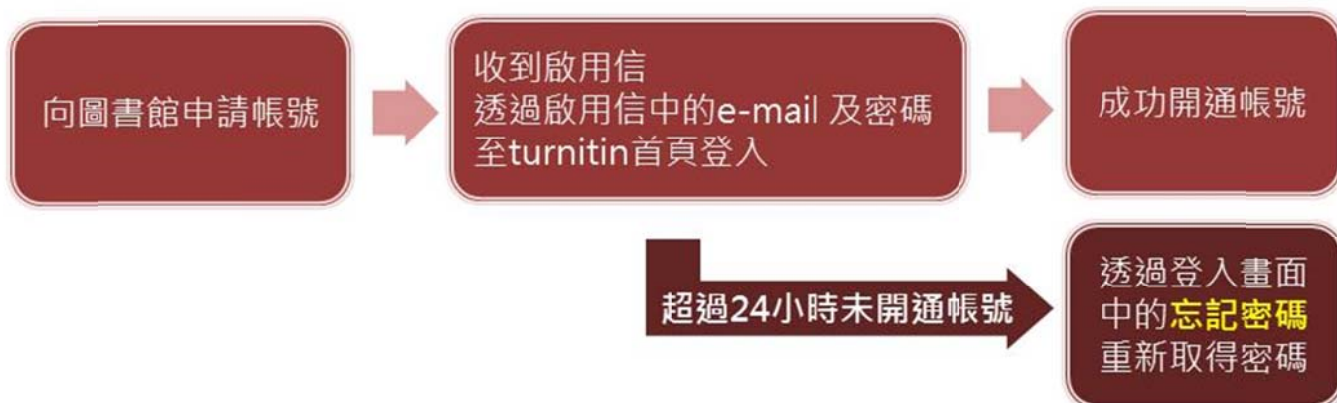 向圖書館申請帳號
收到啟用信
透過啟用信中的e-mail 及密碼
至turnitin首頁登入
成功開通帳號
超過24小時未開通帳號
透過登入畫面
中的忘記密碼
重新取得密碼